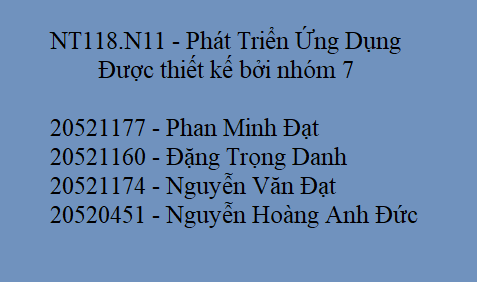 NT118.N11 - Phát Triển Ứng Dụng
Được thiết kế bởi nhóm 7
20521177 - Phan Minh Đạt
20521160 - Đặng Trọng Danh
20521174 - Nguyễn Văn Đạt
20520451 - Nguyễn Hoàng Anh Đức